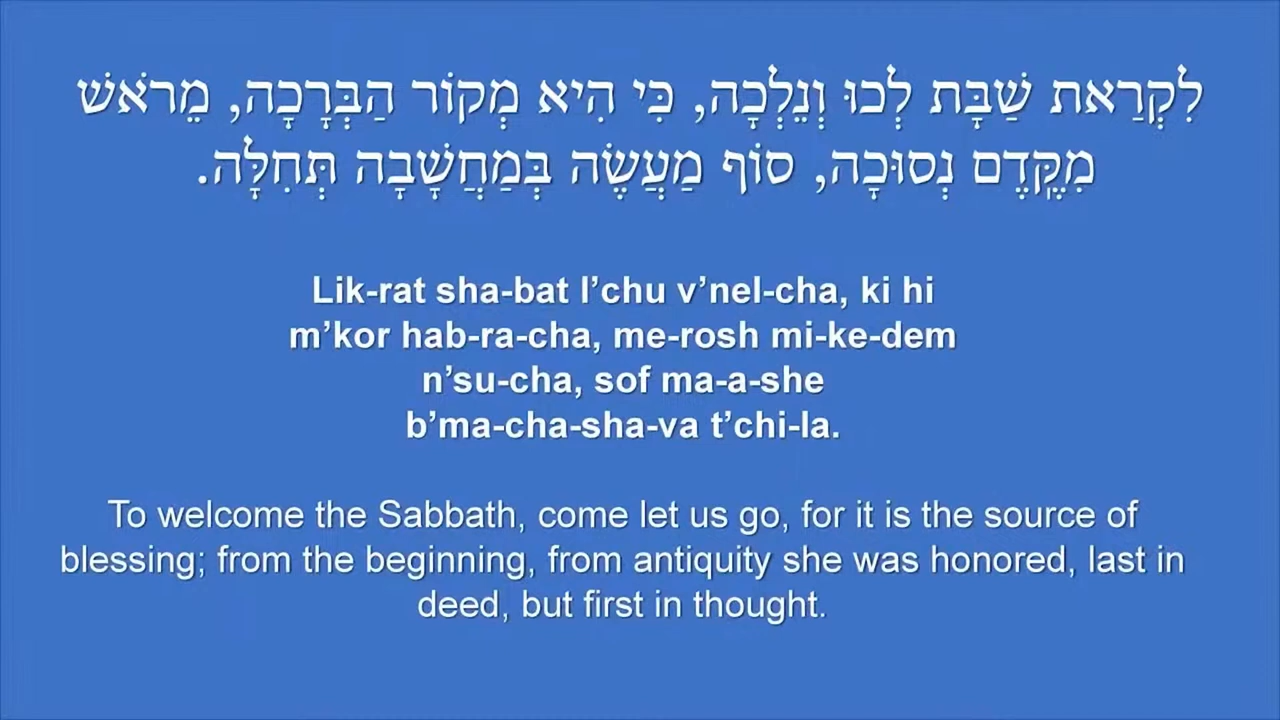 לִקְרַאת שַׁבָּת לְכוּ וְנֵלְכָה, כִּי הִיא מְקוֹר הַבְּרָכָה, מֵרֹאשׁ
מִקֶּדֶם נְסוּכָה, סוֹף מַעֲשֶׂה בְּמַחֲשָׁבָה תְּחִלָּה.
Lik-rat sha-bat l’chu v’nel-cha, ki hi
m’kor hab-ra-cha, me-rosh mi-ke-dem
n’su-cha, sof ma-a-she
b’ma-cha-sha-va t’chi-la.
To welcome the Sabbath, come let us go, for it is the source of
blessing; from the beginning, from antiquity she was honored, last in
deed, but first in thought.